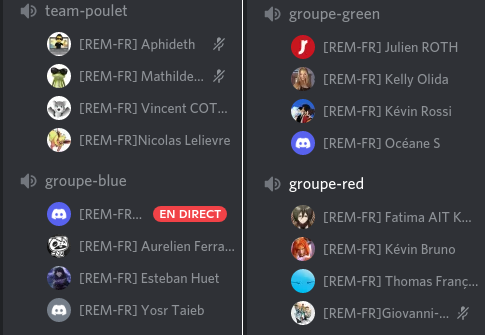 team-poulet
[REM-FR] Aphideth
[REM-FR] Mathilde...
[REM-FR] Vincent COT...
[REM-FR]Nicolas Lelievre
groupe-blue
[REM-FR... EN DIRECT
[REM-FR] Aurelien Ferra...
[REM-FR] Esteban Huet
[REM-FR] Yosr Taieb
groupe-green
[REM-FR] Julien ROTH
[REM-FR] Kelly Olida
[REM-FR] Kévin Rossi
[REM-FR] Océane S
groupe-red
[REM-FR] Fatima AIT K...
[REM-FR] Kévin Bruno
[REM-FR] Thomas Franç...
[REM-FR]Giovanni-...